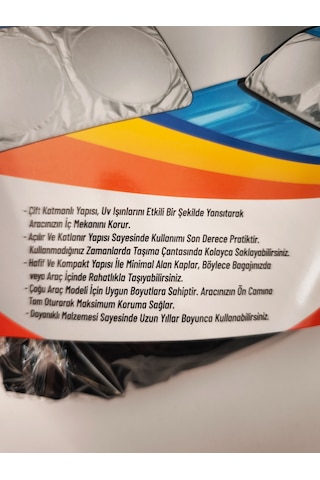 - Çift Katmanlı Yapısı, Uv Işınlarını Etkili Bir Şekilde Yansıtarak
Aracınızın İç Mekanını Korur.
- Açılır Ve Katlanır Yapısı Sayesinde Kullanımı Son Derece Pratiktir.
Kullanmadığınız Zamanlarda Taşıma Çantasında Kolayca Saklayabilirsiniz.
- Hafif Ve Kompakt Yapısı İle Minimal Alan Kaplar, Böylece Bagajınızda
veya Araç İçinde Rahatlıkla Taşıyabilirsiniz.
- Çoğu Araç Modeli İçin Uygun Boyutlara Sahiptir. Aracınızın Ön Camına
Tam Oturarak Maksimum Koruma Sağlar.
- Dayanıklı Malzemesi Sayesinde Uzun Yıllar Boyunca Kullanabilirsiniz.